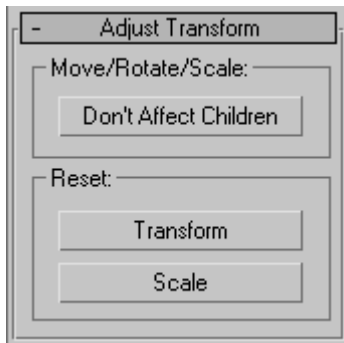 - Adjust Transform
Move/Rotate/Scale:
Don't Affect Children
Reset:
Transform
Scale